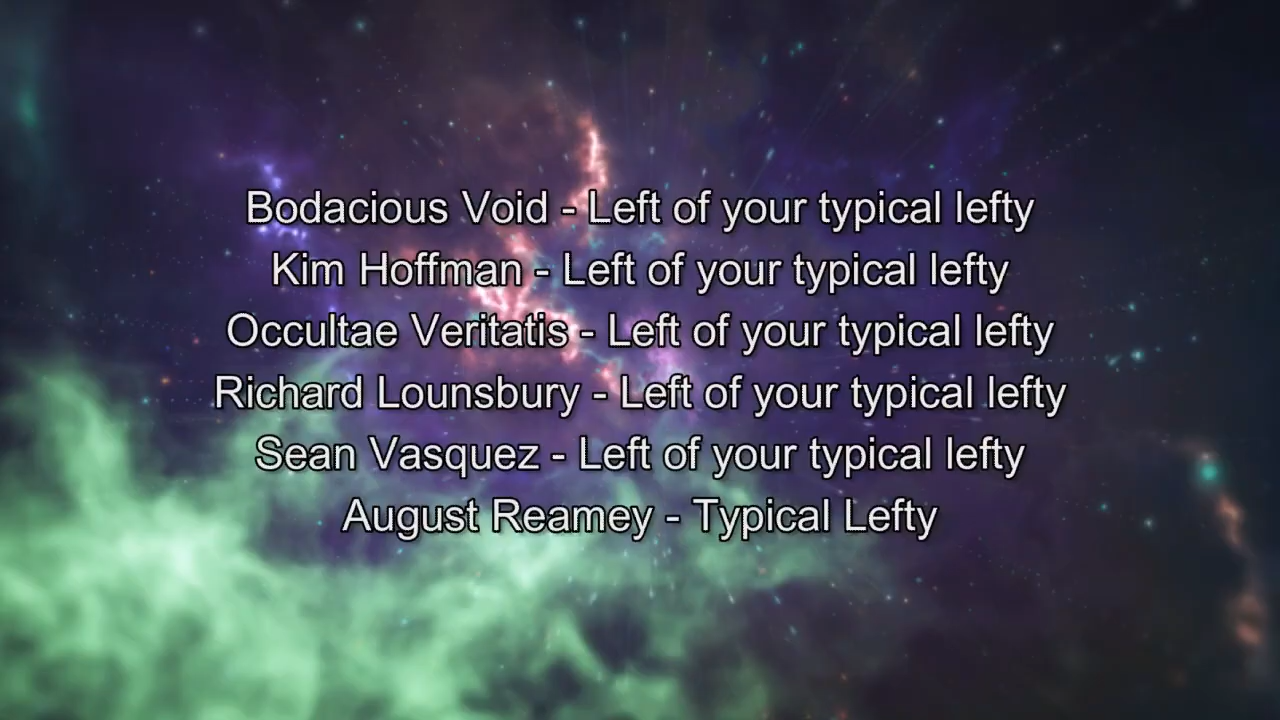 Bodacious Void - Left of your typical lefty
Kim Hoffman - Left of your typical lefty
Occultae Veritatis - Left of your typical lefty
Richard Lounsbury - Left of your typical lefty
Sean Vasquez - Left of your typical lefty
August Reamey - Typical Lefty